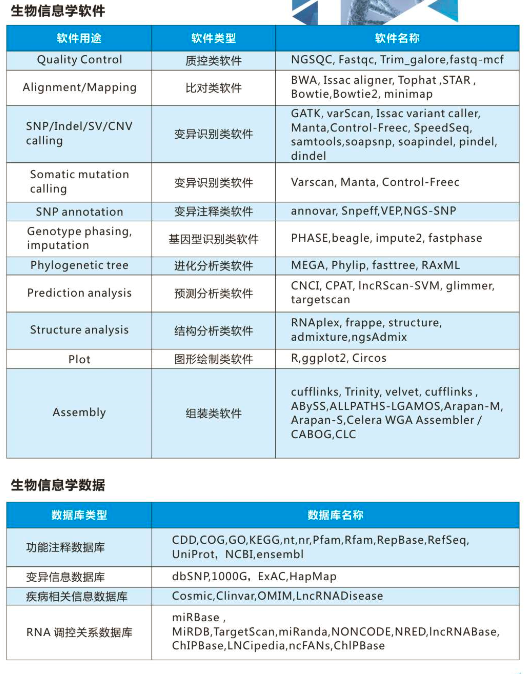 生物信息学软件
软件用途 软件类型 软件名称
Quality Control 质控类软件 NGSQC, Fastqc, Trim_galore,fastq-mcf
Alignment/Mapping 比对类软件 BWA, Issac aligner, Tophat ,STAR ,
Bowtie,Bowtie2, minimap
SNP/Indel/SV/CNV
calling
变异识别类软件
GATK, varScan, Issac variant caller,
Manta,Control-Freec, SpeedSeq,
samtools,soapsnp, soapindel, pindel,
dindel
Somatic mutation
calling
变异识别类软件
Varscan, Manta, Control-Freec
SNP annotation 变异注释类软件 annovar, Snpeff,VEP,NGS-SNP
Genotype phasing,
imputation
基因型识别类软件
PHASE,beagle, impute2, fastphase
Phylogenetic tree 进化分析类软件 MEGA, Phylip, fasttree, RAxML
Prediction analysis 预测分析类软件 CNCI, CPAT, lncRScan-SVM, glimmer,
targetscan
Structure analysis 结构分析类软件 RNAplex, frappe, structure,
admixture,ngsAdmix
Plot 图形绘制类软件 R,ggplot2, Circos
Assembly 组装类软件
cufflinks, Trinity, velvet, cufflinks ,
ABySS,ALLPATHS-LGAMOS,Arapan-M,
Arapan-S,Celera WGA Assembler /
CABOG,CLC
生物信息学数据
数据库类型 数据库名称
功能注释数据库 CDD,COG,GO,KEGG,nt,nr,Pfam,Rfam,RepBase,RefSeq,
UniProt，NCBI,ensembl
变异信息数据库 dbSNP,1000G，ExAC,HapMap
疾病相关信息数据库 Cosmic,Clinvar,OMIM,LncRNADisease
RNA 调控关系数据库 miRBase ,
MiRDB,TargetScan,miRanda,NONCODE,NRED,lncRNABase,
ChIPBase,LNCipedia,ncFANs,ChIPBase